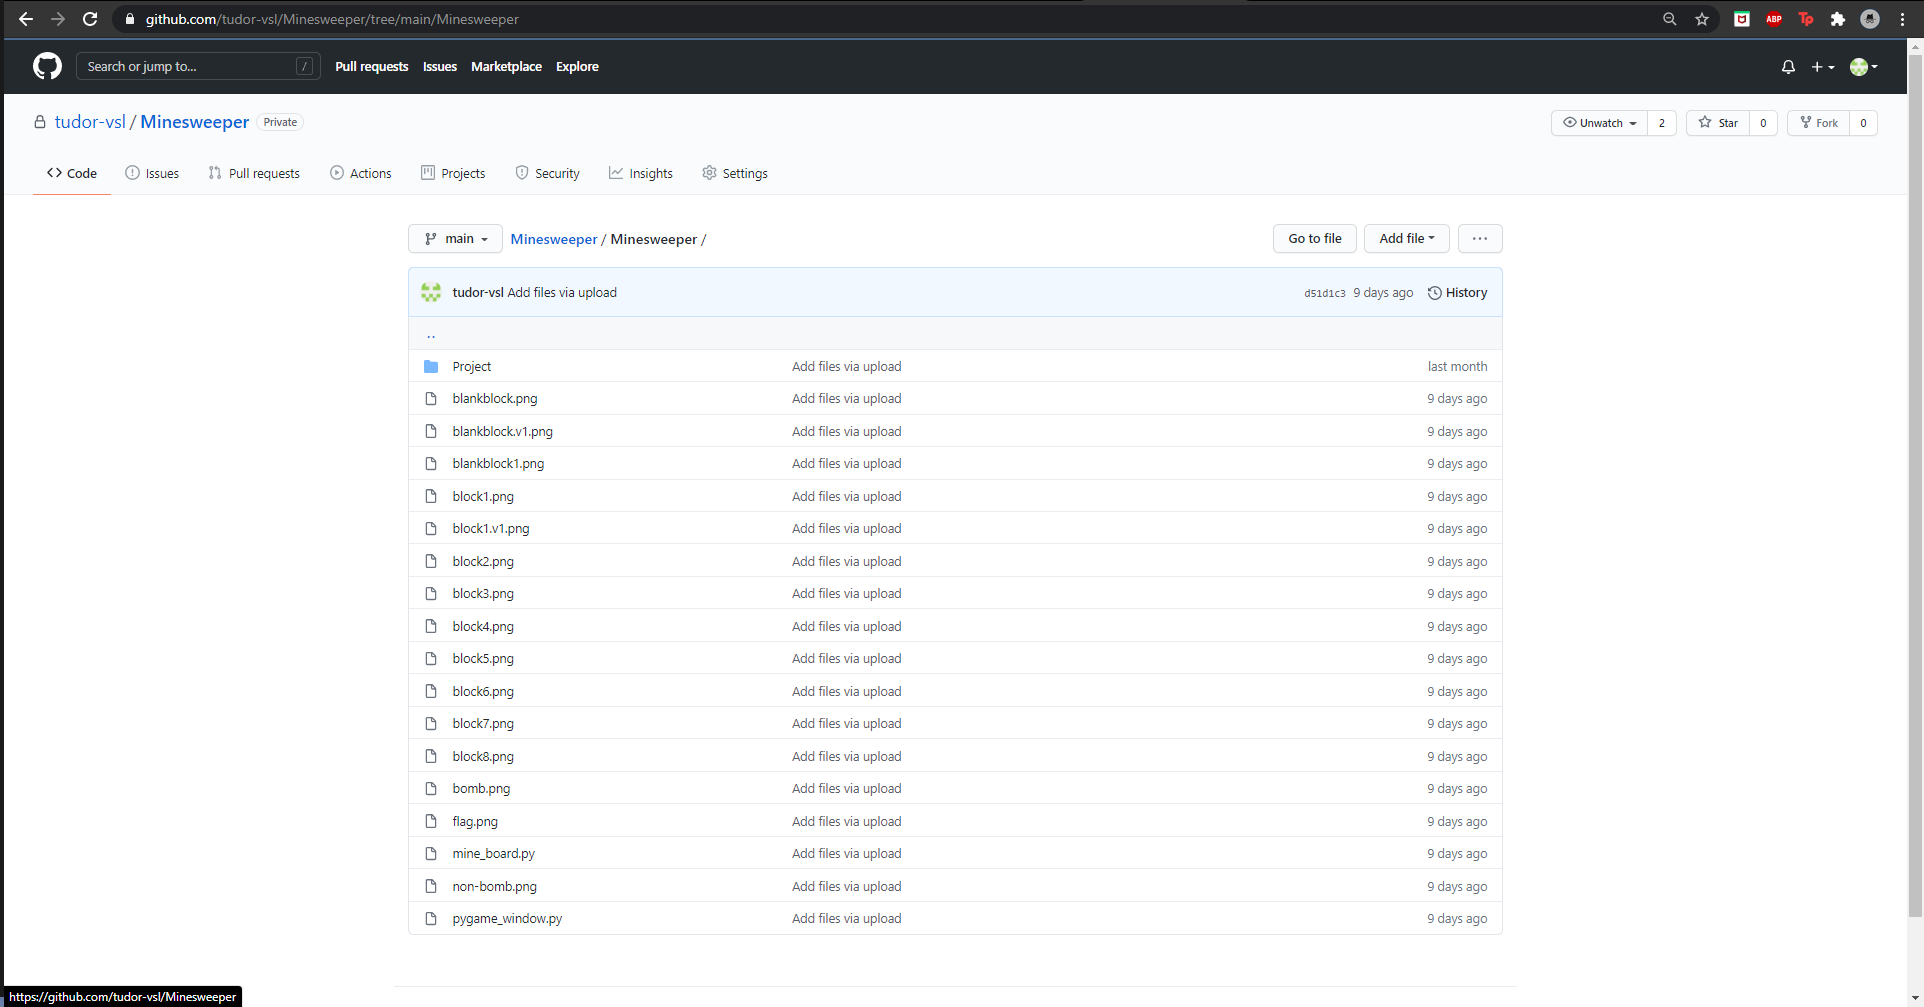 github.com/tudor-vsl/Minesweeper/tree/main/Minesweeper
ABP Tp
Search or jump to... / Pull requests Issues Marketplace Explore
tudor-vsl / Minesweeper Private Unwatch 2 Star 0 Fork 0
Code Issues Pull requests Actions Projects Security Insights Settings
main Minesweeper / Minesweeper / Go to file Add file ...
tudor-vsl Add files via upload d51d1c3 9 days ago History
..
Project Add files via upload last month
blankblock.png Add files via upload 9 days ago
blankblock.v1.png Add files via upload 9 days ago
blankblock1.png Add files via upload 9 days ago
block1.png Add files via upload 9 days ago
block1.v1.png Add files via upload 9 days ago
block2.png Add files via upload 9 days ago
block3.png Add files via upload 9 days ago
block4.png Add files via upload 9 days ago
block5.png Add files via upload 9 days ago
block6.png Add files via upload 9 days ago
block7.png Add files via upload 9 days ago
block8.png Add files via upload 9 days ago
bomb.png Add files via upload 9 days ago
flag.png Add files via upload 9 days ago
mine_board.py Add files via upload 9 days ago
non-bomb.png Add files via upload 9 days ago
pygame_window.py Add files via upload 9 days ago
https://github.com/tudor-vsl/Minesweeper